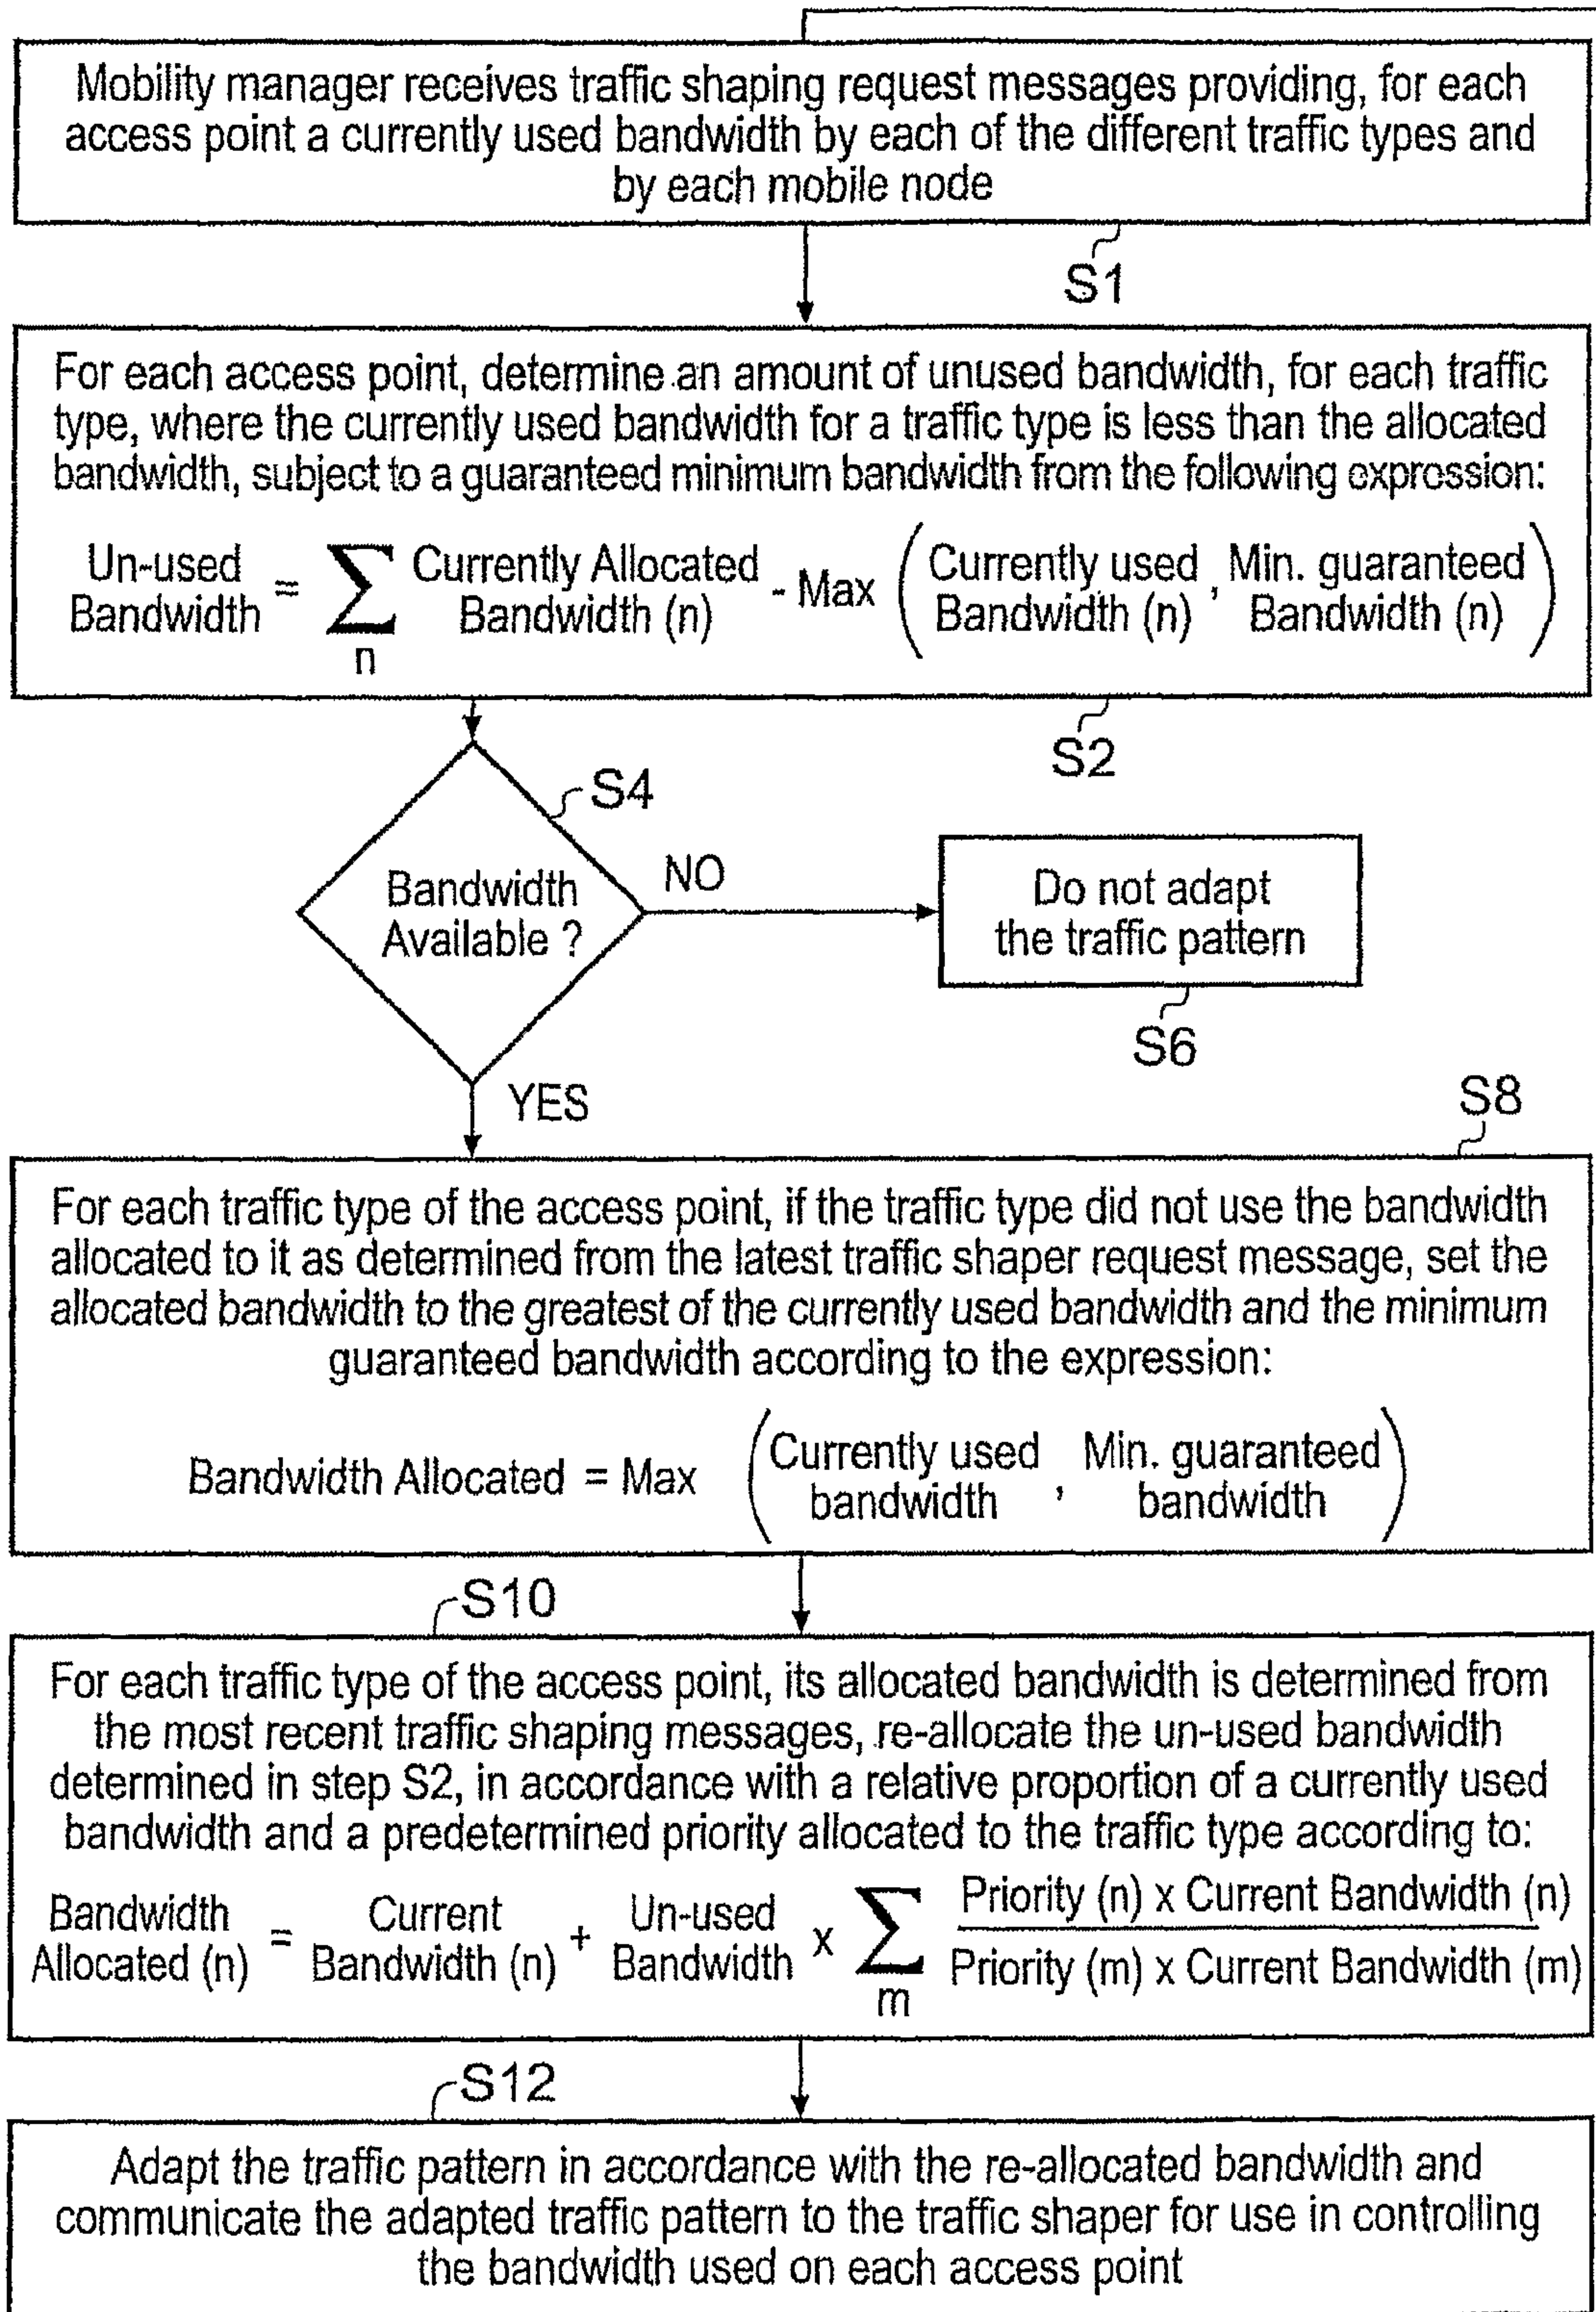 Mobility manager receives traffic shaping request messages providing, for each
access point a currently used bandwidth by each of the different traffic types and
by each mobile node
S1
For each access point, determine an amount of unused bandwidth, for each traffic
type, where the currently used bandwidth for a traffic type is less than the allocated
bandwidth, subject to a guaranteed minimum bandwidth from the following expression:
Un-used Bandwidth = ∑ n Currently Allocated Bandwidth (n) - Max ( Currently used Bandwidth (n) , Min. guaranteed Bandwidth (n) )
S2
S4
Bandwidth
Available ?
NO
Do not adapt
the traffic pattern
S6
YES
S8
For each traffic type of the access point, if the traffic type did not use the bandwidth
allocated to it as determined from the latest traffic shaper request message, set the
allocated bandwidth to the greatest of the currently used bandwidth and the minimum
guaranteed bandwidth according to the expression:
Bandwidth Allocated = Max ( Currently used bandwidth , Min. guaranteed bandwidth )
S10
For each traffic type of the access point, its allocated bandwidth is determined from
the most recent traffic shaping messages, re-allocate the un-used bandwidth
determined in step S2, in accordance with a relative proportion of a currently used
bandwidth and a predetermined priority allocated to the traffic type according to:
Bandwidth Allocated (n) = Current Bandwidth (n) + Un-used Bandwidth x ∑ m Priority (n) x Current Bandwidth (n) / Priority (m) x Current Bandwidth (m)
S12
Adapt the traffic pattern in accordance with the re-allocated bandwidth and
communicate the adapted traffic pattern to the traffic shaper for use in controlling
the bandwidth used on each access point